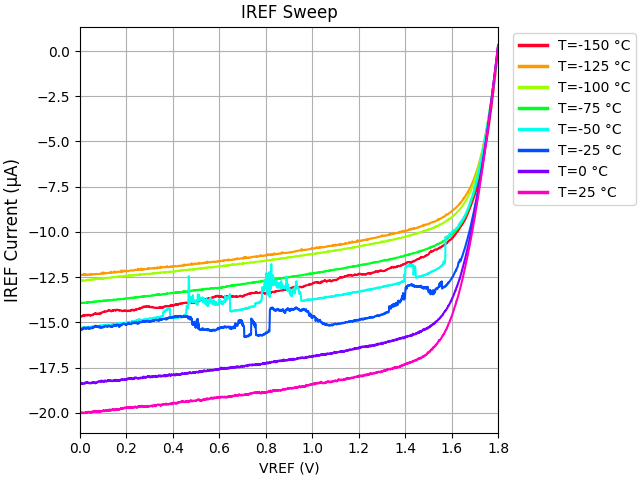 IREF Sweep
IREF Current (µA)
0.0
−2.5
−5.0
−7.5
−10.0
−12.5
−15.0
−17.5
−20.0
0.0 0.2 0.4 0.6 0.8 1.0 1.2 1.4 1.6 1.8
VREF (V)
T=-150 °C
T=-125 °C
T=-100 °C
T=-75 °C
T=-50 °C
T=-25 °C
T=0 °C
T=25 °C